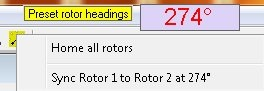 Preset rotor headings
274°
Home all rotors
Sync Rotor 1 to Rotor 2 at 274°